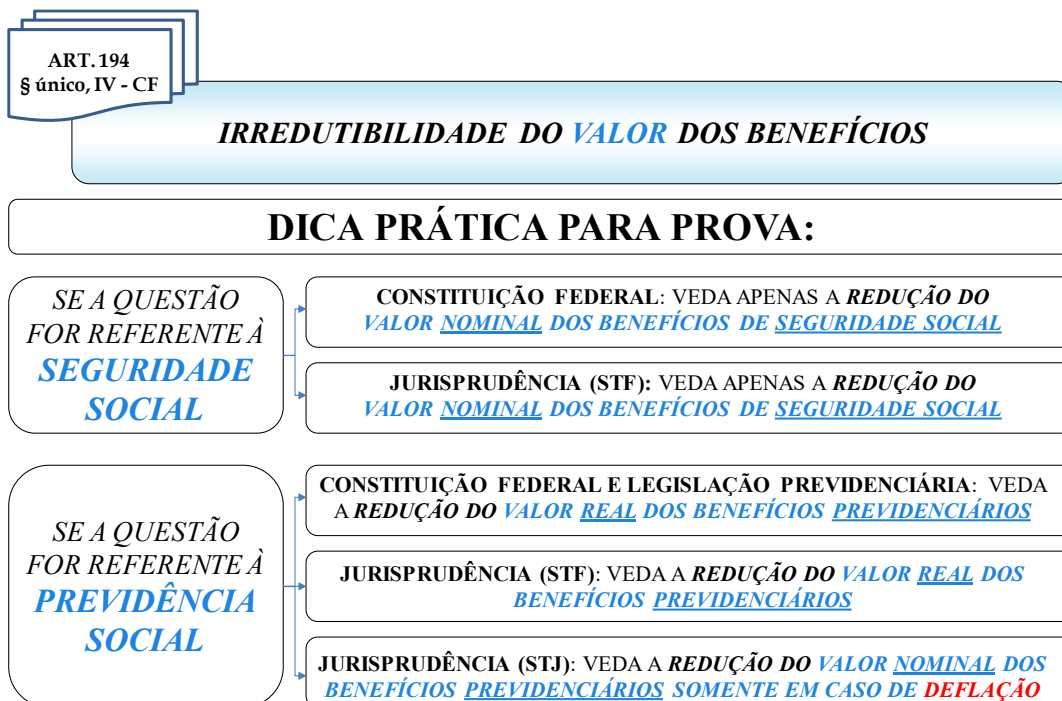 ART. 194
§ único, IV - CF
IRREDUTIBILIDADE DO VALOR DOS BENEFÍCIOS
DICA PRÁTICA PARA PROVA:
SE A QUESTÃO
FOR REFERENTE À
SEGURIDADE
SOCIAL
CONSTITUIÇÃO FEDERAL: VEDA APENAS A REDUÇÃO DO
VALOR NOMINAL DOS BENEFÍCIOS DE SEGURIDADE SOCIAL
JURISPRUDÊNCIA (STF): VEDA APENAS A REDUÇÃO DO
VALOR NOMINAL DOS BENEFÍCIOS DE SEGURIDADE SOCIAL
SE A QUESTÃO
FOR REFERENTE À
PREVIDÊNCIA
SOCIAL
CONSTITUIÇÃO FEDERAL E LEGISLAÇÃO PREVIDENCIÁRIA: VEDA
A REDUÇÃO DO VALOR REAL DOS BENEFÍCIOS PREVIDENCIÁRIOS
JURISPRUDÊNCIA (STF): VEDA A REDUÇÃO DO VALOR REAL DOS
BENEFÍCIOS PREVIDENCIÁRIOS
JURISPRUDÊNCIA (STJ): VEDA A REDUÇÃO DO VALOR NOMINAL DOS
BENEFÍCIOS PREVIDENCIÁRIOS SOMENTE EM CASO DE DEFLAÇÃO